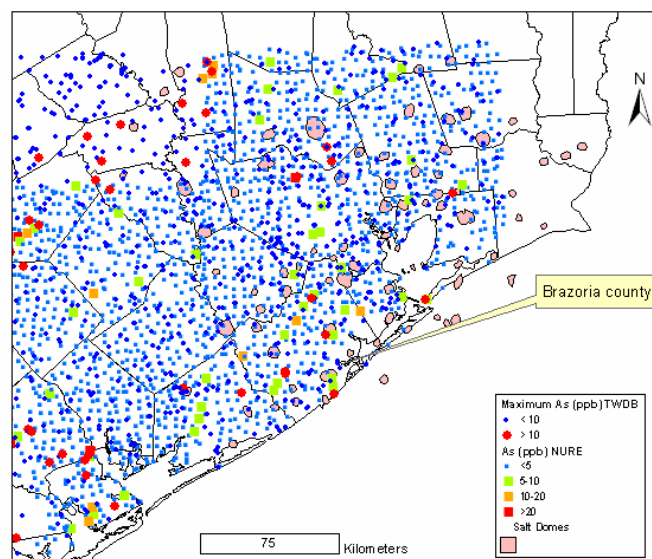 N
Brazoria county
Maximum As (ppb) TWDB
< 10
> 10
As (ppb) NURE
<5
5-10
10-20
>20
Salt Domes
75
Kilometers